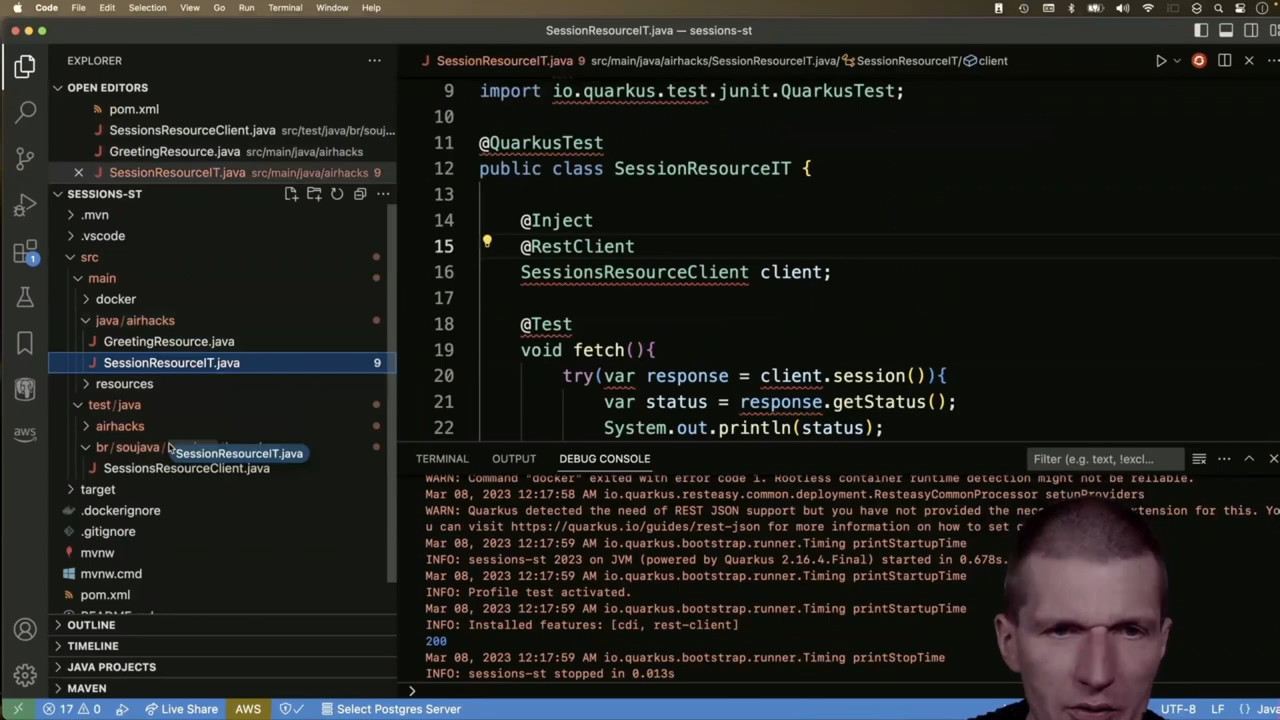 Code File Edit Selection View Go Run Terminal Window Help
SessionResourceIT.java — sessions-st
EXPLORER
OPEN EDITORS
pom.xml
SessionsResourceClient.java src/test/java/br/souj...
GreetingResource.java src/main/java/airhacks
SessionResourceIT.java src/main/java/airhacks 9
SESSIONS-ST
.mvn
.vscode
src
main
docker
java/airhacks
GreetingResource.java
SessionResourceIT.java 9
resources
test/java
airhacks
br/soujava/
SessionResourceIT.java
SessionsResourceClient.java
target
.dockerignore
.gitignore
mvnw
mvnw.cmd
pom.xml
OUTLINE
TIMELINE
JAVA PROJECTS
MAVEN
1
aws
SessionResourceIT.java 9 src/main/java/airhacks/SessionResourceIT.java/SessionResourceIT/client
9 import io.quarkus.test.junit.QuarkusTest;
10
11 @QuarkusTest
12 public class SessionResourceIT {
13
14 @Inject
15 @RestClient
16 SessionsResourceClient client;
17
18 @Test
19 void fetch(){
20 try(var response = client.session()){
21 var status = response.getStatus();
22 System.out.println(status);
TERMINAL OUTPUT DEBUG CONSOLE Filter (e.g. text, !excl...
WARN: Command "docker" exited with error code 1. Rootless container runtime detection might not be reliable.
Mar 08, 2023 12:17:58 AM io.quarkus.resteasy.common.deployment.ResteasyCommonProcessor setupProviders
WARN: Quarkus detected the need of REST JSON support but you have not provided the nece extension for this. Yo
u can visit https://quarkus.io/guides/rest-json for more information on how to set
Mar 08, 2023 12:17:59 AM io.quarkus.bootstrap.runner.Timing printStartupTime
INFO: sessions-st 2023 on JVM (powered by Quarkus 2.16.4.Final) started in 0.678s.
Mar 08, 2023 12:17:59 AM io.quarkus.bootstrap.runner.Timing printStartupTime
INFO: Profile test activated.
Mar 08, 2023 12:17:59 AM io.quarkus.bootstrap.runner.Timing printStartupTime
INFO: Installed features: [cdi, rest-client]
200
Mar 08, 2023 12:17:59 AM io.quarkus.bootstrap.runner.Timing printStopTime
INFO: sessions-st stopped in 0.013s
17 0 Live Share AWS Select Postgres Server UTF-8 LF {} Java